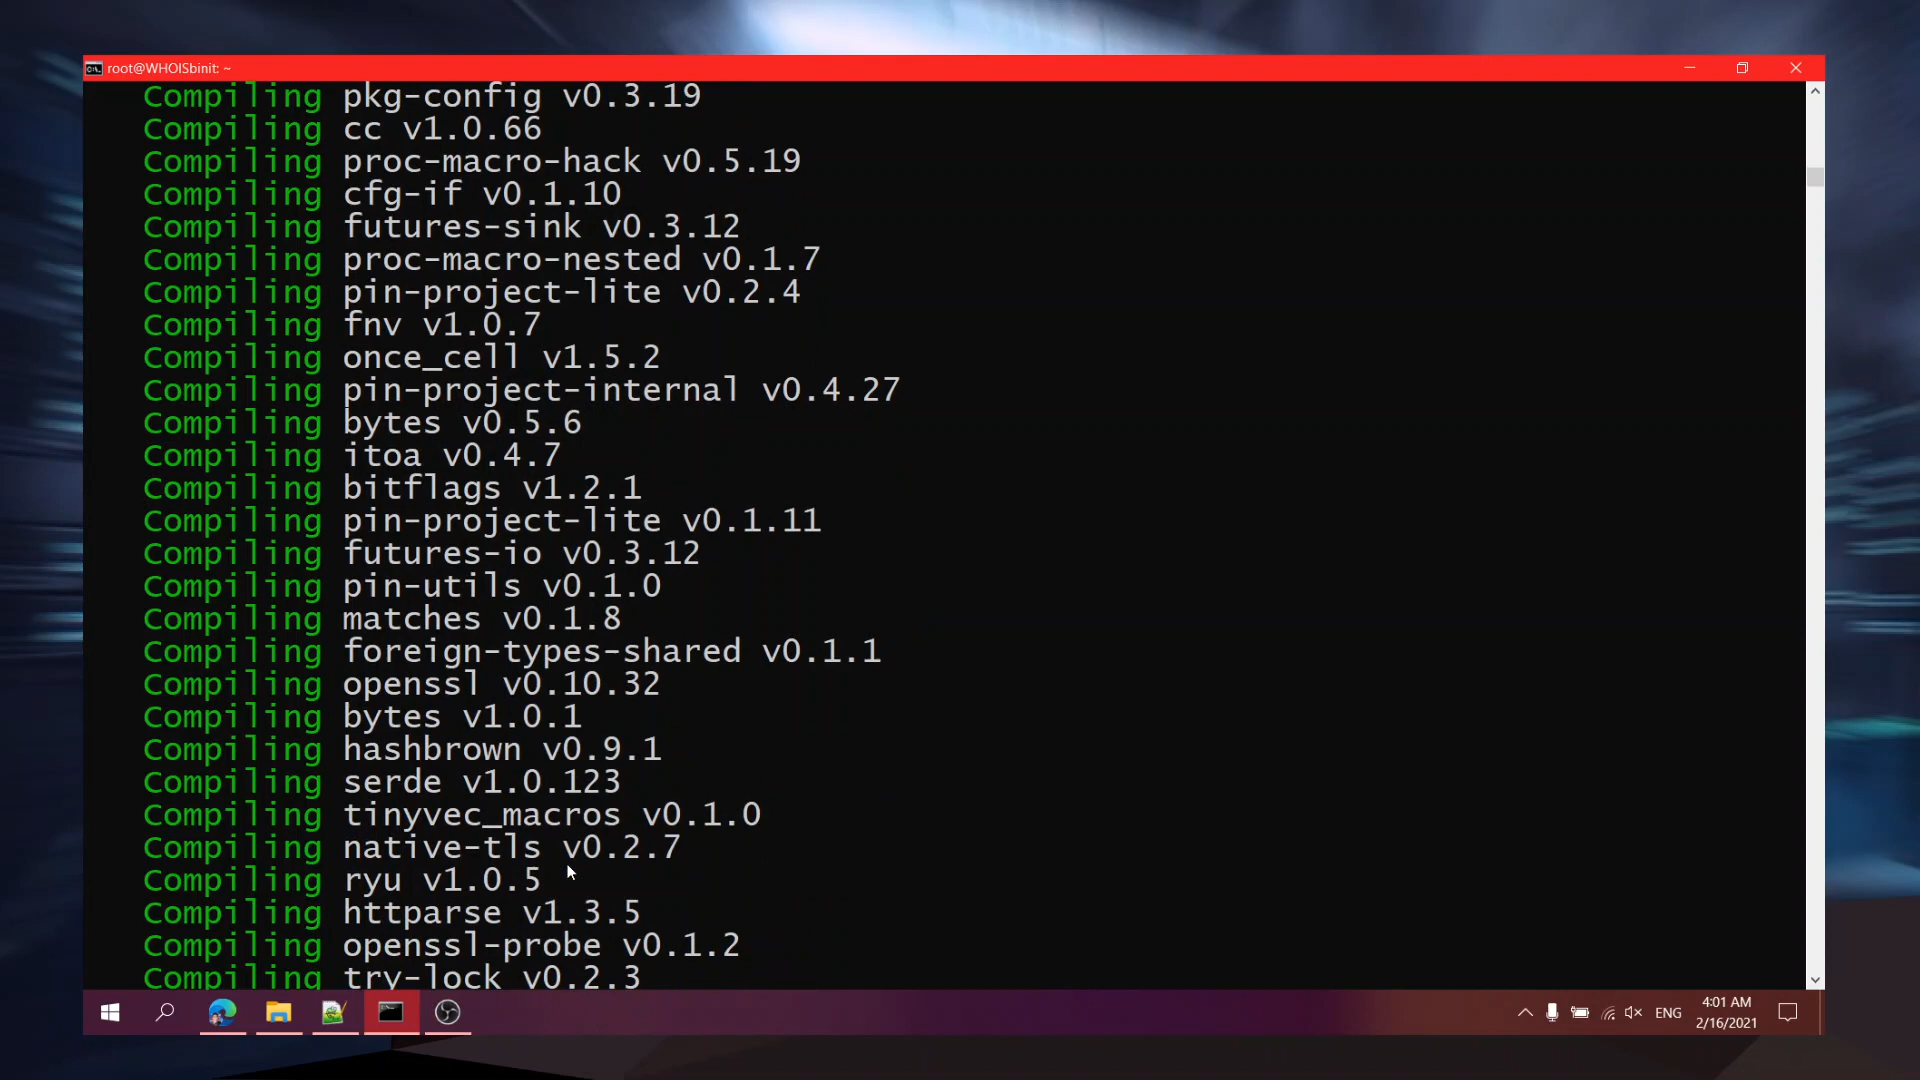 root@WHOISbinit: ~
Compiling pkg-config v0.3.19
Compiling cc v1.0.66
Compiling proc-macro-hack v0.5.19
Compiling cfg-if v0.1.10
Compiling futures-sink v0.3.12
Compiling proc-macro-nested v0.1.7
Compiling pin-project-lite v0.2.4
Compiling fnv v1.0.7
Compiling once_cell v1.5.2
Compiling pin-project-internal v0.4.27
Compiling bytes v0.5.6
Compiling itoa v0.4.7
Compiling bitflags v1.2.1
Compiling pin-project-lite v0.1.11
Compiling futures-io v0.3.12
Compiling pin-utils v0.1.0
Compiling matches v0.1.8
Compiling foreign-types-shared v0.1.1
Compiling openssl v0.10.32
Compiling bytes v1.0.1
Compiling hashbrown v0.9.1
Compiling serde v1.0.123
Compiling tinyvec_macros v0.1.0
Compiling native-tls v0.2.7
Compiling ryu v1.0.5
Compiling httparse v1.3.5
Compiling openssl-probe v0.1.2
Compiling try-lock v0.2.3
ENG
4:01 AM
2/16/2021